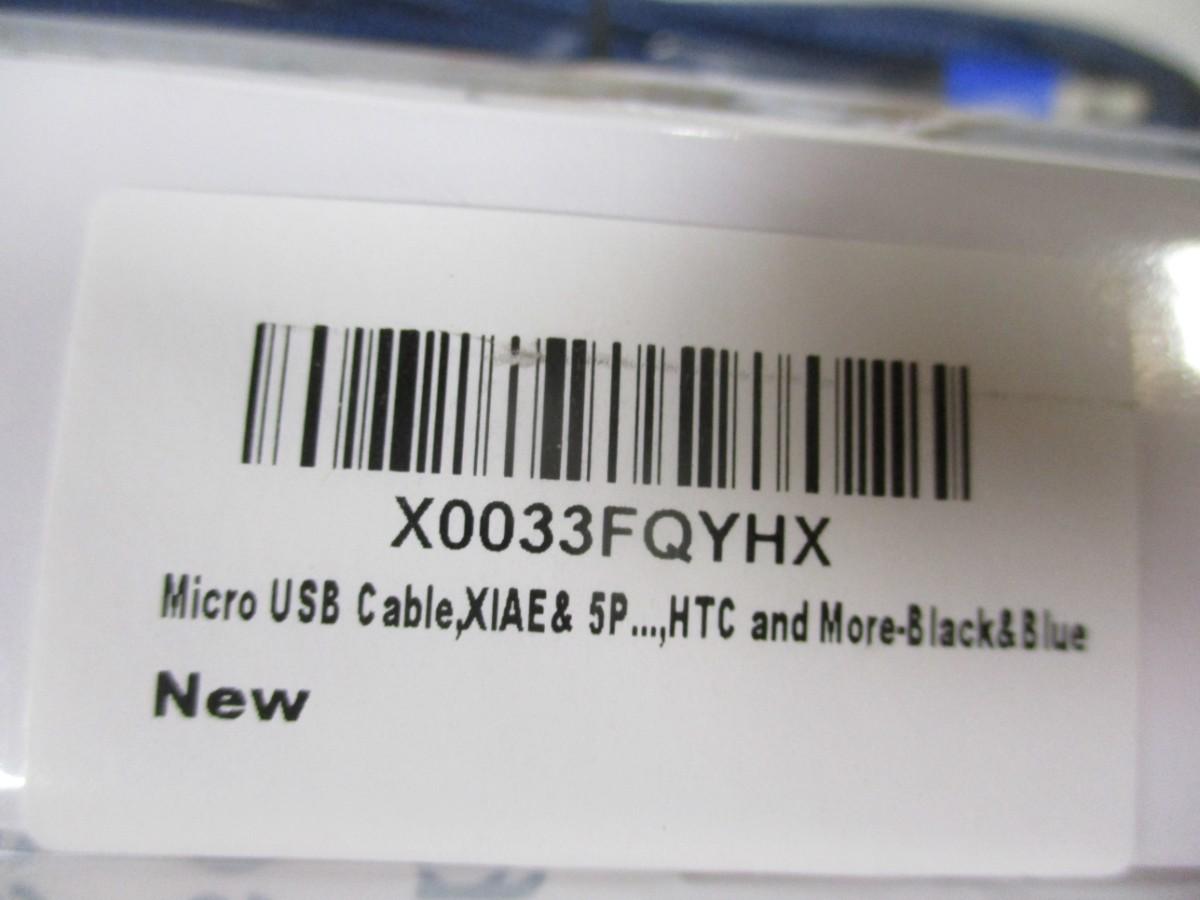 X0033FQYHX
Micro USB Cable,XIAE& 5P...,HTC and More-Black&Blue
New